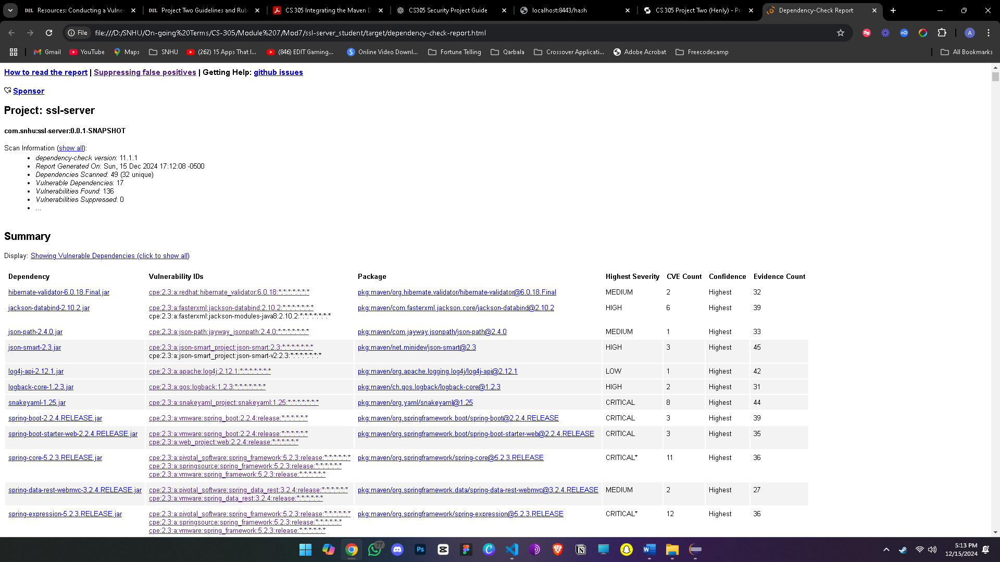 Resources: Conducting a Vulner
Project Two Guidelines and Rub
CS 305 Integrating the Maven D
CS305 Security Project Guide
localhost:8443/hash
CS 305 Project Two (Henly) - Pr
Dependency-Check Report
File file:///D:/SNHU/On-going%20Terms/CS-305/Module%207/Mod7/ssl-server_student/target/dependency-check-report.html A
Gmail YouTube Maps SNHU (262) 15 Apps That I... (846) EDIT Gaming... Online Video Downl... Fortune Telling Qarbala Crossover Applicati... Adobe Acrobat Freecodecamp All Bookmarks
How to read the report | Suppressing false positives | Getting Help: github issues
Sponsor
Project: ssl-server
com.snhu:ssl-server:0.0.1-SNAPSHOT
Scan Information (show all):
• dependency-check version: 11.1.1
• Report Generated On: Sun, 15 Dec 2024 17:12:08 -0500
• Dependencies Scanned: 49 (32 unique)
• Vulnerable Dependencies: 17
• Vulnerabilities Found: 136
• Vulnerabilities Suppressed: 0
• ...
Summary
Display: Showing Vulnerable Dependencies (click to show all)
Dependency Vulnerability IDs Package Highest Severity CVE Count Confidence Evidence Count
hibernate-validator-6.0.18.Final.jar cpe:2.3:a:redhat:hibernate_validator:6.0.18:*:*:*:*:*:*:* pkg:maven/org.hibernate.validator/hibernate-validator@6.0.18.Final MEDIUM 2 Highest 32
jackson-databind-2.10.2.jar cpe:2.3:a:fasterxml:jackson-databind:2.10.2:*:*:*:*:*:*:* pkg:maven/com.fasterxml.jackson.core/jackson-databind@2.10.2 HIGH 6 Highest 39
cpe:2.3:a:fasterxml:jackson-modules-java8:2.10.2:*:*:*:*:*:*:*
json-path-2.4.0.jar cpe:2.3:a:json-path:jayway_jsonpath:2.4.0:*:*:*:*:*:*:* pkg:maven/com.jayway.jsonpath/json-path@2.4.0 MEDIUM 1 Highest 33
json-smart-2.3.jar cpe:2.3:a:json-smart_project:json-smart:2.3:*:*:*:*:*:*:* pkg:maven/net.minidev/json-smart@2.3 HIGH 3 Highest 45
cpe:2.3:a:json-smart_project:json-smart-v2:2.3:*:*:*:*:*:*:*
log4j-api-2.12.1.jar cpe:2.3:a:apache:log4j:2.12.1:*:*:*:*:*:*:* pkg:maven/org.apache.logging.log4j/log4j-api@2.12.1 LOW 1 Highest 42
logback-core-1.2.3.jar cpe:2.3:a:qos:logback:1.2.3:*:*:*:*:*:*:* pkg:maven/ch.qos.logback/logback-core@1.2.3 HIGH 2 Highest 31
snakeyaml-1.25.jar cpe:2.3:a:snakeyaml_project:snakeyaml:1.25:*:*:*:*:*:*:* pkg:maven/org.yaml/snakeyaml@1.25 CRITICAL 8 Highest 44
spring-boot-2.2.4.RELEASE.jar cpe:2.3:a:vmware:spring_boot:2.2.4:release:*:*:*:*:*:* pkg:maven/org.springframework.boot/spring-boot@2.2.4.RELEASE CRITICAL 3 Highest 39
spring-boot-starter-web-2.2.4.RELEASE.jar cpe:2.3:a:vmware:spring_boot:2.2.4:release:*:*:*:*:*:* pkg:maven/org.springframework.boot/spring-boot-starter-web@2.2.4.RELEASE CRITICAL 3 Highest 35
cpe:2.3:a:web_project:web:2.2.4:release:*:*:*:*:*:*
spring-core-5.2.3.RELEASE.jar cpe:2.3:a:pivotal_software:spring_framework:5.2.3:release:*:*:*:*:*:* pkg:maven/org.springframework/spring-core@5.2.3.RELEASE CRITICAL* 11 Highest 36
cpe:2.3:a:springsource:spring_framework:5.2.3:release:*:*:*:*:*:*
cpe:2.3:a:vmware:spring_framework:5.2.3:release:*:*:*:*:*:*
spring-data-rest-webmvc-3.2.4.RELEASE.jar cpe:2.3:a:pivotal_software:spring_data_rest:3.2.4:release:*:*:*:*:*:* pkg:maven/org.springframework.data/spring-data-rest-webmvc@3.2.4.RELEASE MEDIUM 2 Highest 27
cpe:2.3:a:vmware:spring_data_rest:3.2.4:release:*:*:*:*:*:*
spring-expression-5.2.3.RELEASE.jar cpe:2.3:a:pivotal_software:spring_framework:5.2.3:release:*:*:*:*:*:* pkg:maven/org.springframework/spring-expression@5.2.3.RELEASE CRITICAL* 12 Highest 36
cpe:2.3:a:springsource:spring_framework:5.2.3:release:*:*:*:*:*:*
cpe:2.3:a:vmware:spring_framework:5.2.3:release:*:*:*:*:*:*
77
5:13 PM
12/15/2024